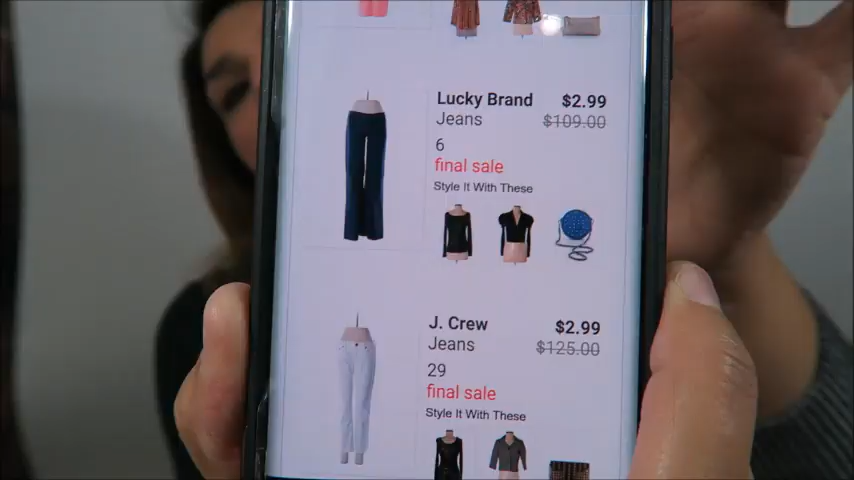 Lucky Brand $2.99
Jeans $109.00
6
final sale
Style It With These
J. Crew $2.99
Jeans $125.00
29
final sale
Style It With These